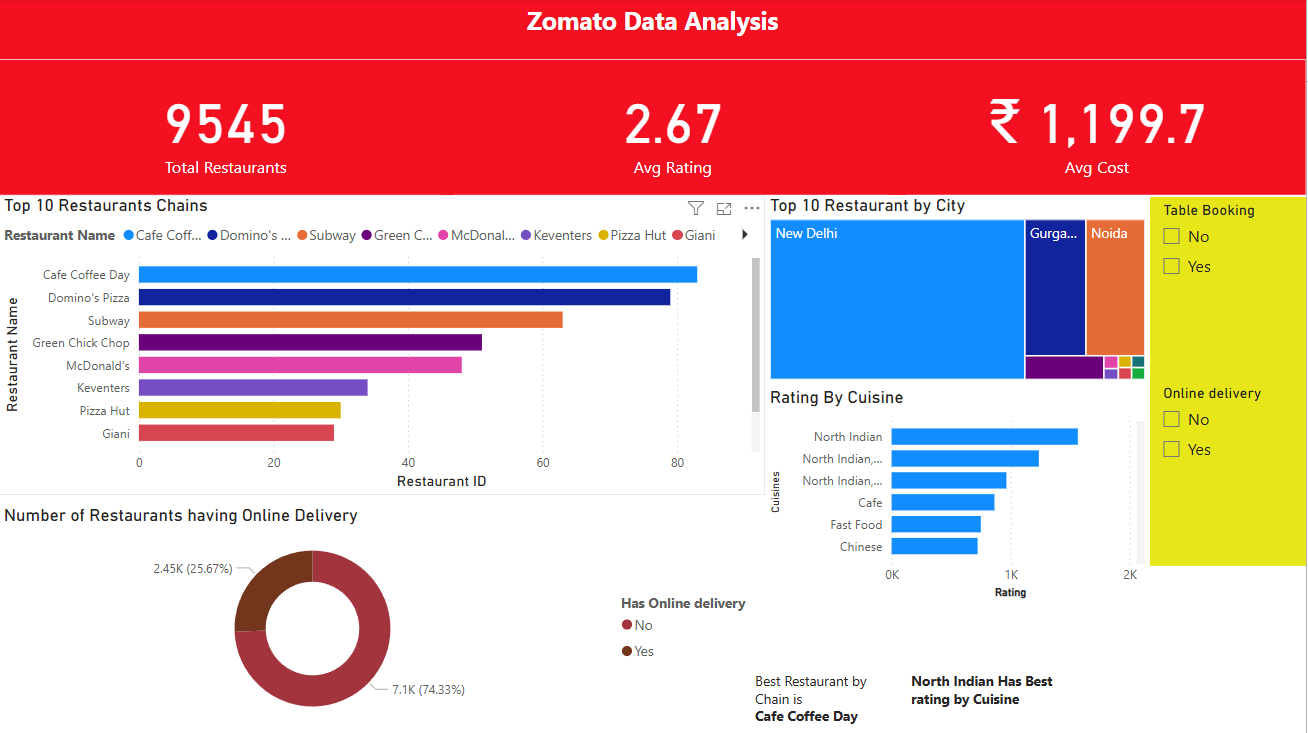 Zomato Data Analysis
9545
Total Restaurants
2.67
Avg Rating
₹ 1,199.7
Avg Cost
Top 10 Restaurants Chains
Restaurant Name Cafe Coff... Domino's ... Subway Green C... McDonal... Keventers Pizza Hut Giani
Restaurant Name
Cafe Coffee Day
Domino's Pizza
Subway
Green Chick Chop
McDonald's
Keventers
Pizza Hut
Giani
0 20 40 60 80
Restaurant ID
Top 10 Restaurant by City
New Delhi
Gurga...
Noida
Rating By Cuisine
Cuisines
North Indian
North Indian,...
North Indian,...
Cafe
Fast Food
Chinese
0K 1K 2K
Rating
Table Booking
No
Yes
Online delivery
No
Yes
Number of Restaurants having Online Delivery
2.45K (25.67%)
7.1K (74.33%)
Has Online delivery
No
Yes
Best Restaurant by
Chain is
Cafe Coffee Day
North Indian Has Best
rating by Cuisine